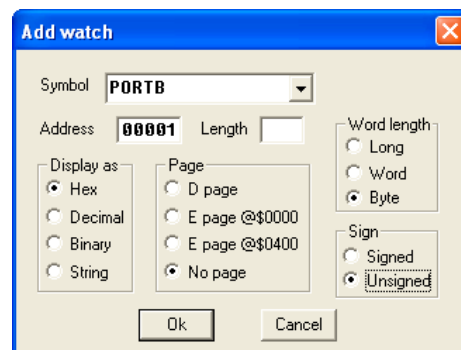 Add watch
Symbol PORTB
Address 00001 Length
Word length
Long
Word
Byte
Display as
Hex
Decimal
Binary
String
Page
D page
E page @$0000
E page @$0400
No page
Sign
Signed
Unsigned
Ok Cancel